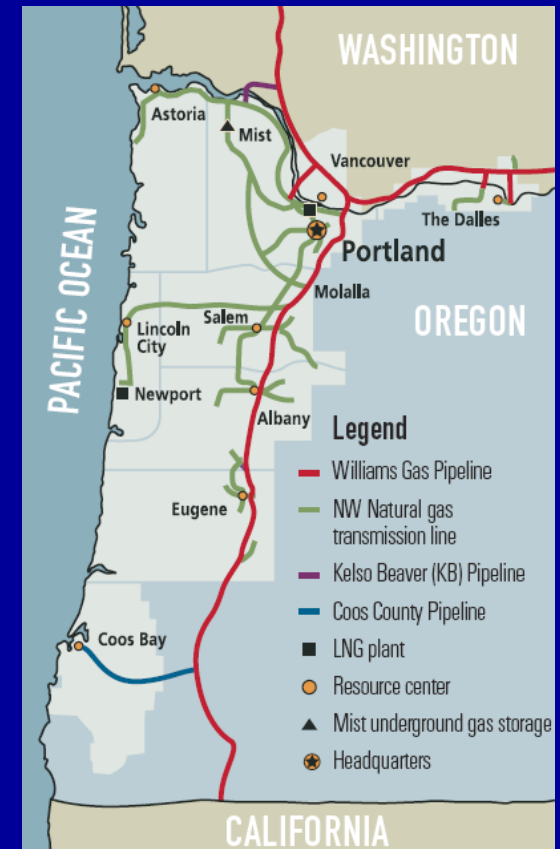 WASHINGTON
Astoria
Mist
Vancouver
The Dalles
Portland
PACIFIC OCEAN
Molalla
Salem
OREGON
Lincoln
City
Newport
Albany
Legend
Williams Gas Pipeline
NW Natural gas
transmission line
Eugene
Kelso Beaver (KB) Pipeline
Coos County Pipeline
Coos Bay
LNG plant
Resource center
Mist underground gas storage
Headquarters
CALIFORNIA